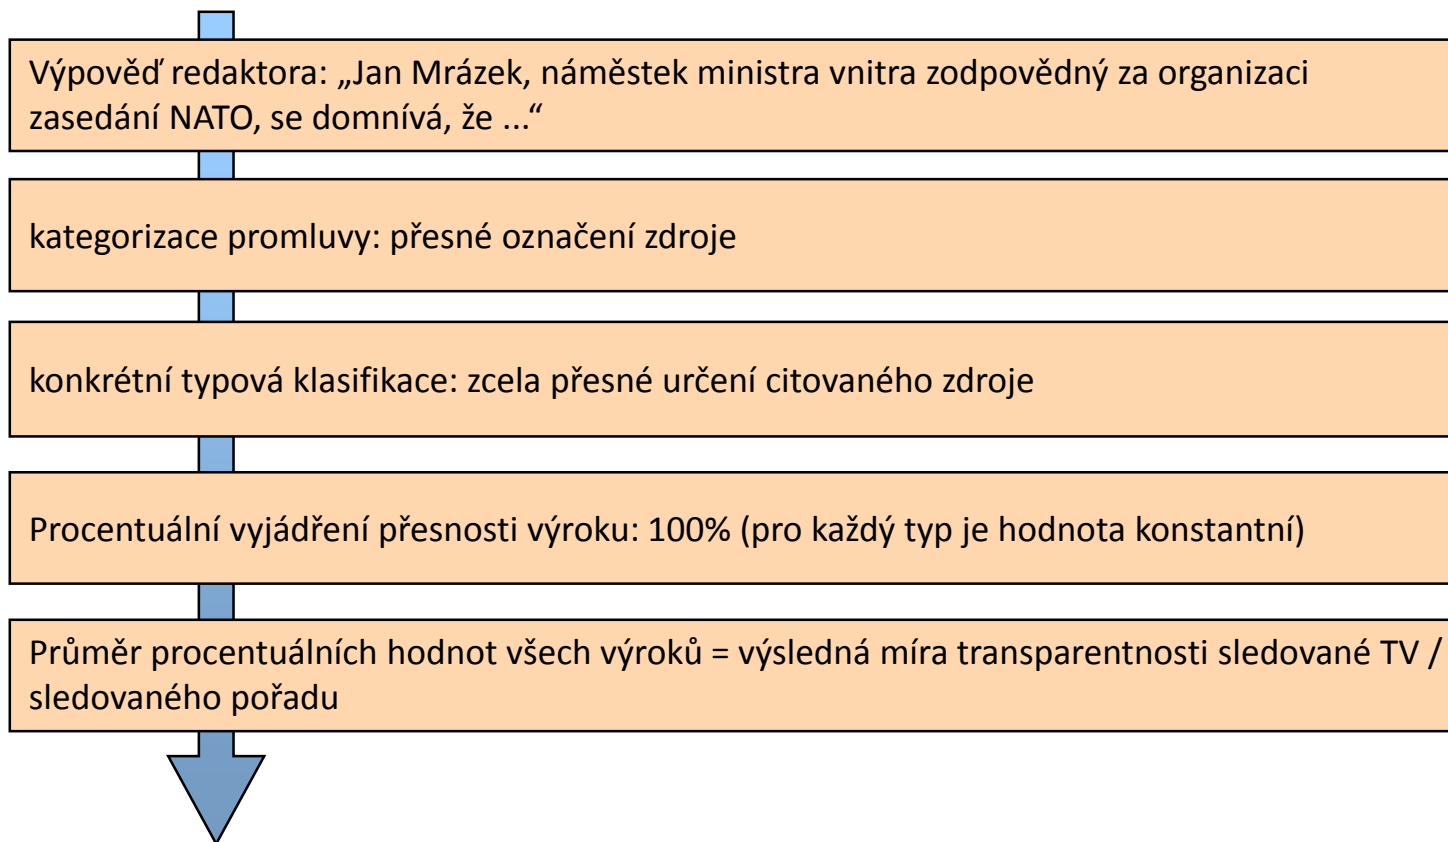 Výpověď redaktora: „Jan Mrázek, náměstek ministra vnitra zodpovědný za organizaci
zasedání NATO, se domnívá, že ...“
kategorizace promluvy: přesné označení zdroje
konkrétní typová klasifikace: zcela přesné určení citovaného zdroje
Procentuální vyjádření přesnosti výroku: 100% (pro každý typ je hodnota konstantní)
Průměr procentuálních hodnot všech výroků = výsledná míra transparentnosti sledované TV /
sledovaného pořadu